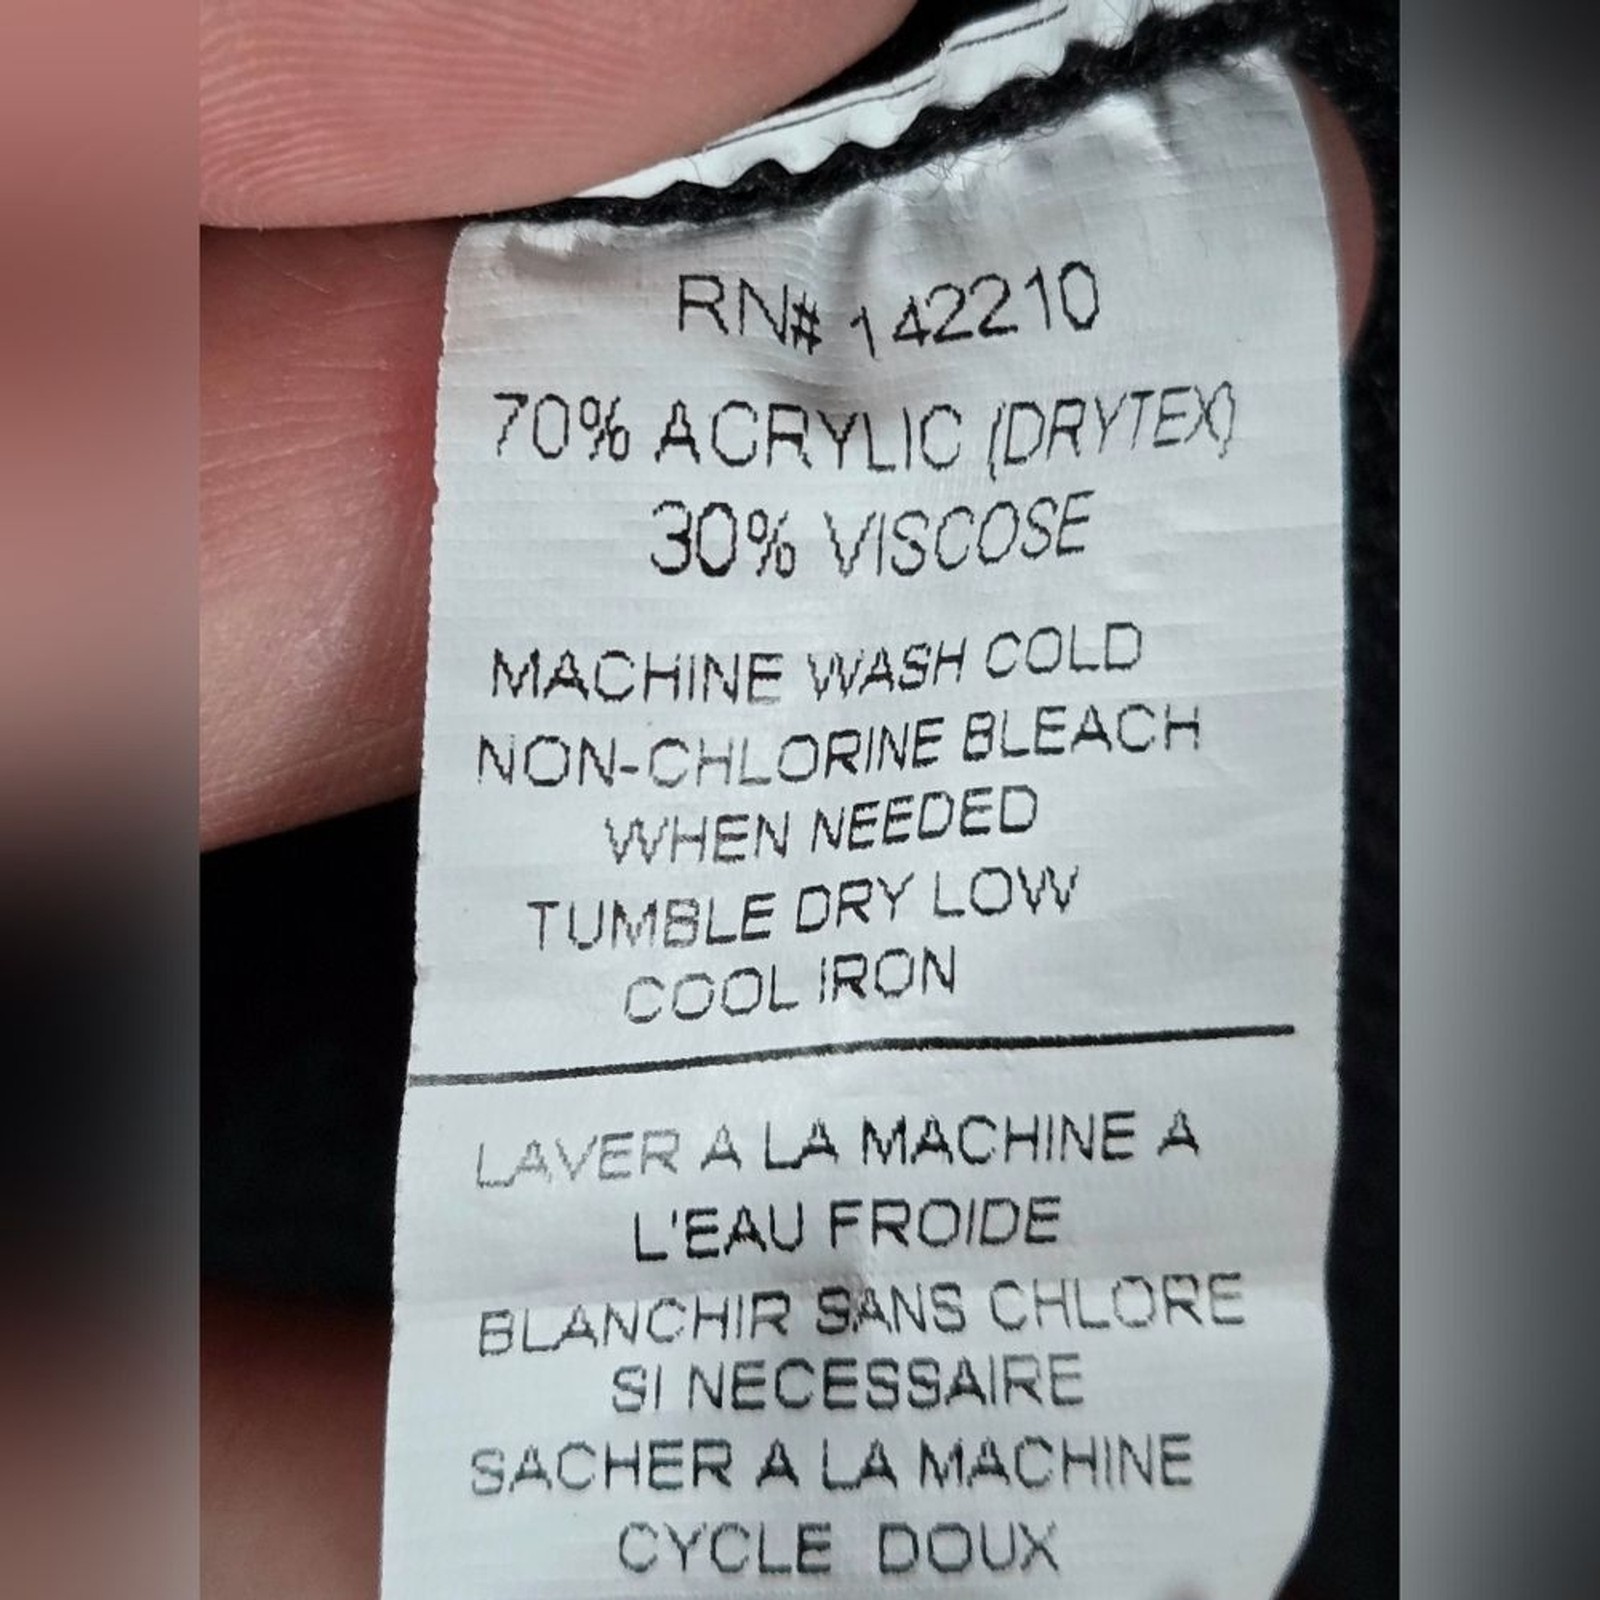 RN# 142210
70% ACRYLIC (DRYTEX)
30% VISCOSE
MACHINE WASH COLD
NON-CHLORINE BLEACH
WHEN NEEDED
TUMBLE DRY LOW
COOL IRON
LAVER A LA MACHINE A
L'EAU FROIDE
BLANCHIR SANS CHLORE
SI NECESSAIRE
SACHER A LA MACHINE
CYCLE DOUX